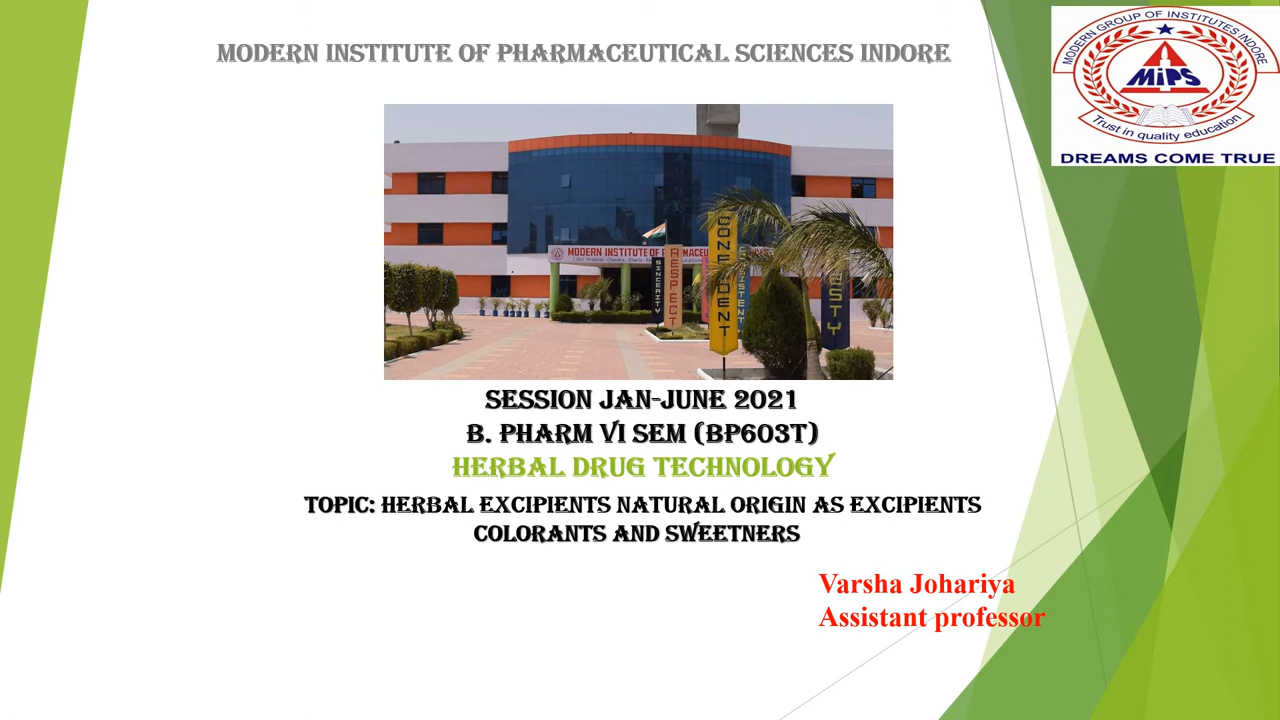 MODERN INSTITUTE OF PHARMACEUTICAL SCIENCES INDORE
MODERN GROUP OF INSTITUTES INDORE
MiPS
Trust in quality education
DREAMS COME TRUE
MODERN INSTITUTE OF
SINCERITY
RESPECT
CONFIDENT
SESSION JAN-JUNE 2021
B. PHARM VI SEM (BP603T)
HERBAL DRUG TECHNOLOGY
TOPIC: HERBAL EXCIPIENTS NATURAL ORIGIN AS EXCIPIENTS
COLORANTS AND SWEETNERS
Varsha Johariya
Assistant professor